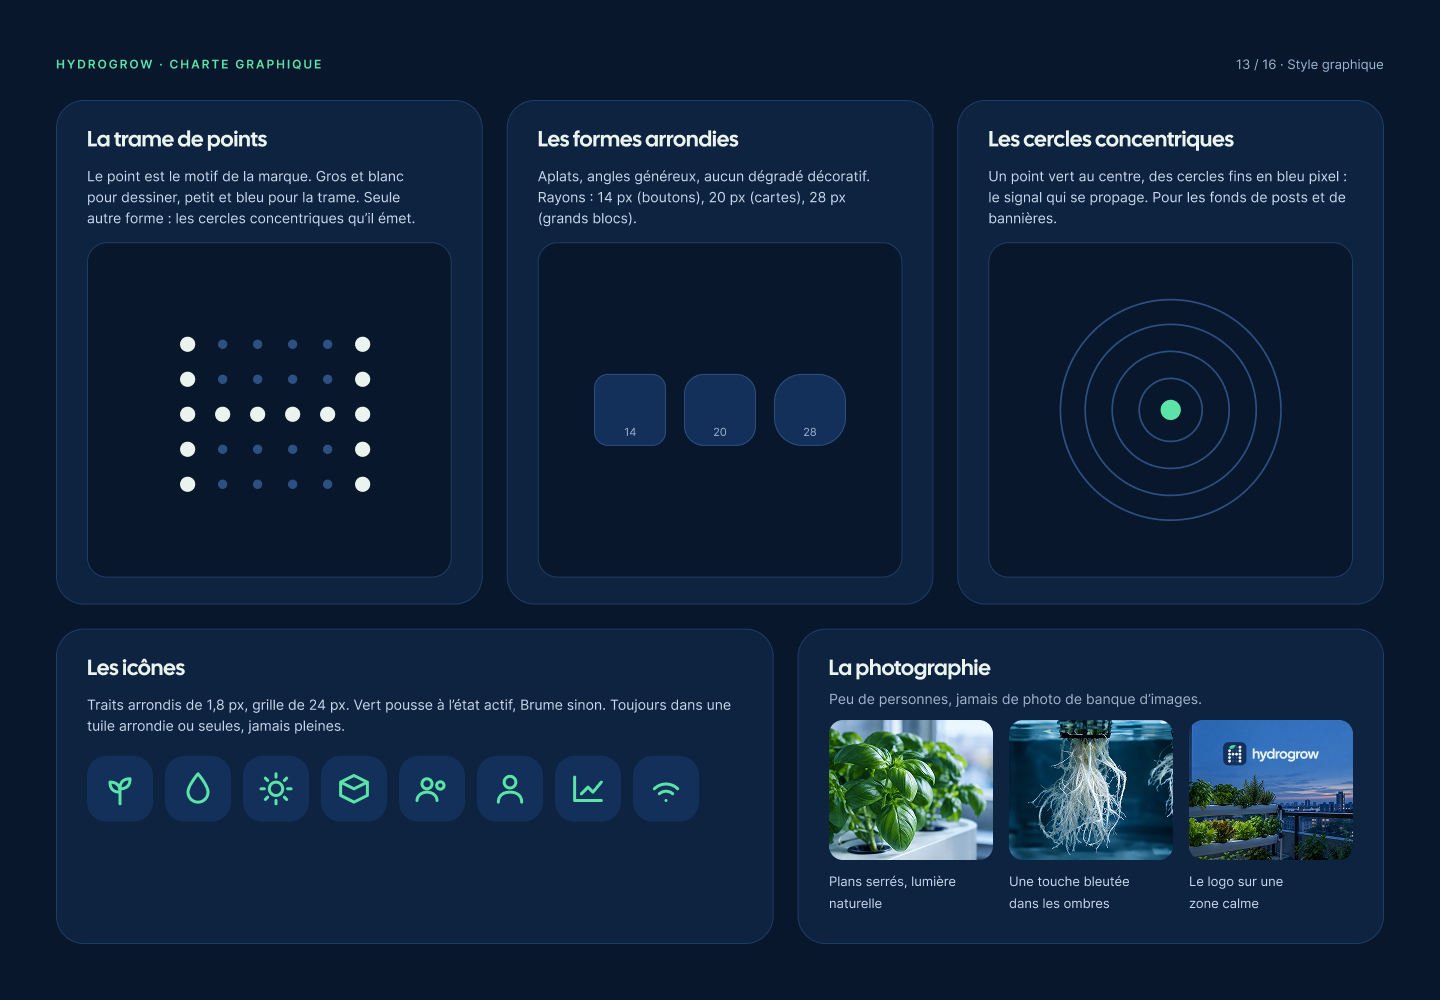 HYDROGROW · CHARTE GRAPHIQUE
13 / 16 · Style graphique
La trame de points
Le point est le motif de la marque. Gros et blanc
pour dessiner, petit et bleu pour la trame. Seule
autre forme : les cercles concentriques qu’il émet.
Les formes arrondies
Aplats, angles généreux, aucun dégradé décoratif.
Rayons : 14 px (boutons), 20 px (cartes), 28 px
(grands blocs).
14
20
28
Les cercles concentriques
Un point vert au centre, des cercles fins en bleu pixel :
le signal qui se propage. Pour les fonds de posts et de
bannières.
Les icônes
Traits arrondis de 1,8 px, grille de 24 px. Vert pousse à l’état actif, Brume sinon. Toujours dans une
tuile arrondie ou seules, jamais pleines.
La photographie
Peu de personnes, jamais de photo de banque d’images.
hydrogrow
Plans serrés, lumière
naturelle
Une touche bleutée
dans les ombres
Le logo sur une
zone calme